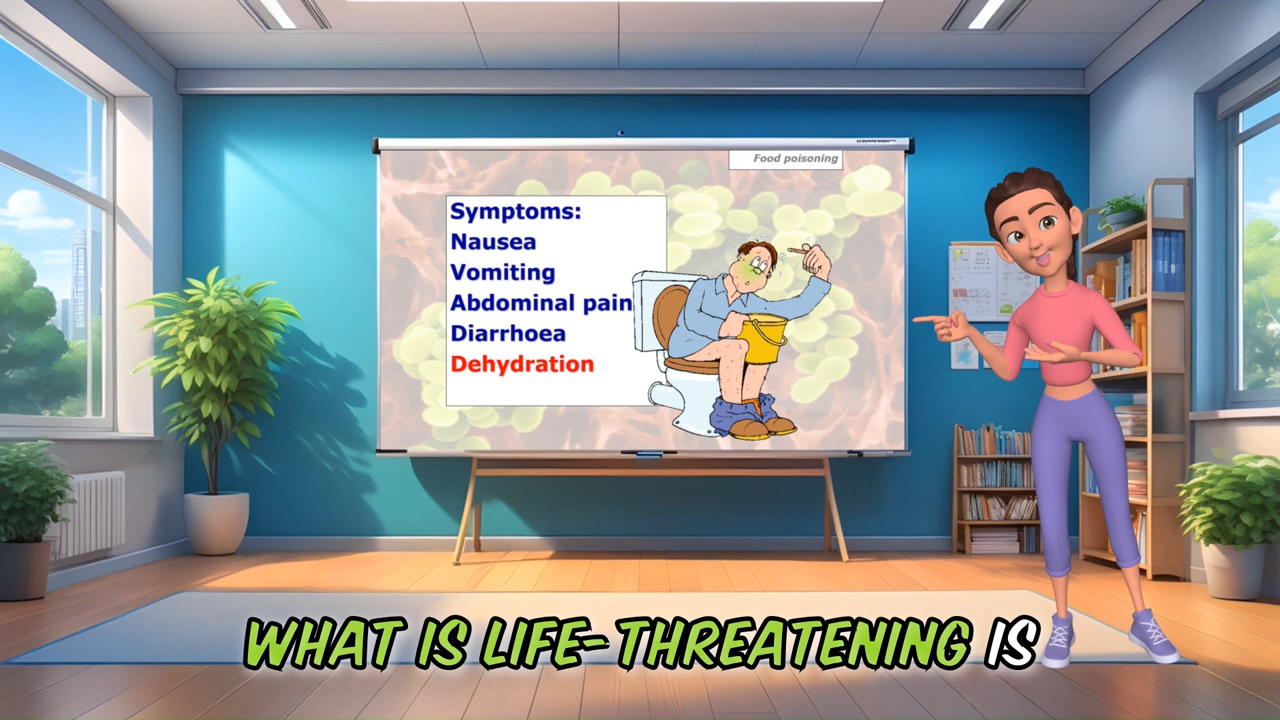 Food poisoning
Symptoms:
Nausea
Vomiting
Abdominal pain
Diarrhoea
Dehydration
WHAT IS LIFE-THREATENING IS